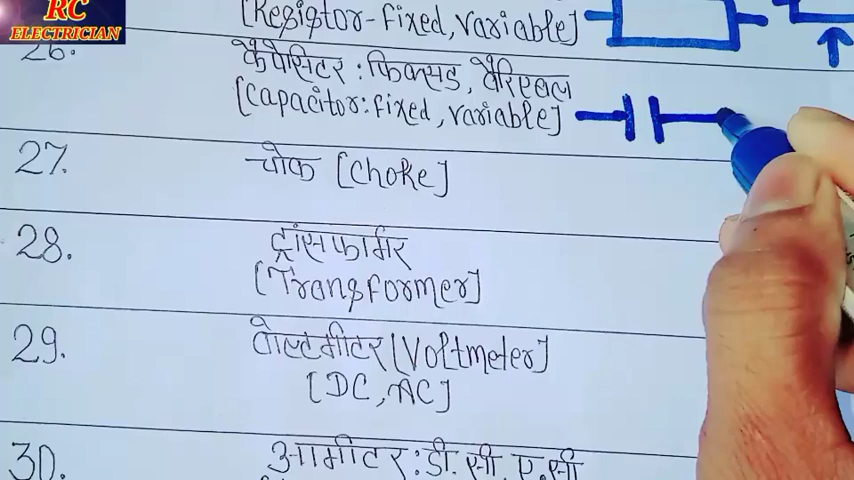 RC
ELECTRICIAN
[Resistor-fixed, variable]
26.
कैपेसिटर : फिक्सड, वैरिएबल
[Capacitor: fixed, variable]
27.
चोक [Choke]
28.
ट्रांसफार्मर
[Transformer]
29.
वोल्टमीटर [Voltmeter]
[DC, AC]
30.
आमीटर : डी. सी. ए. सी